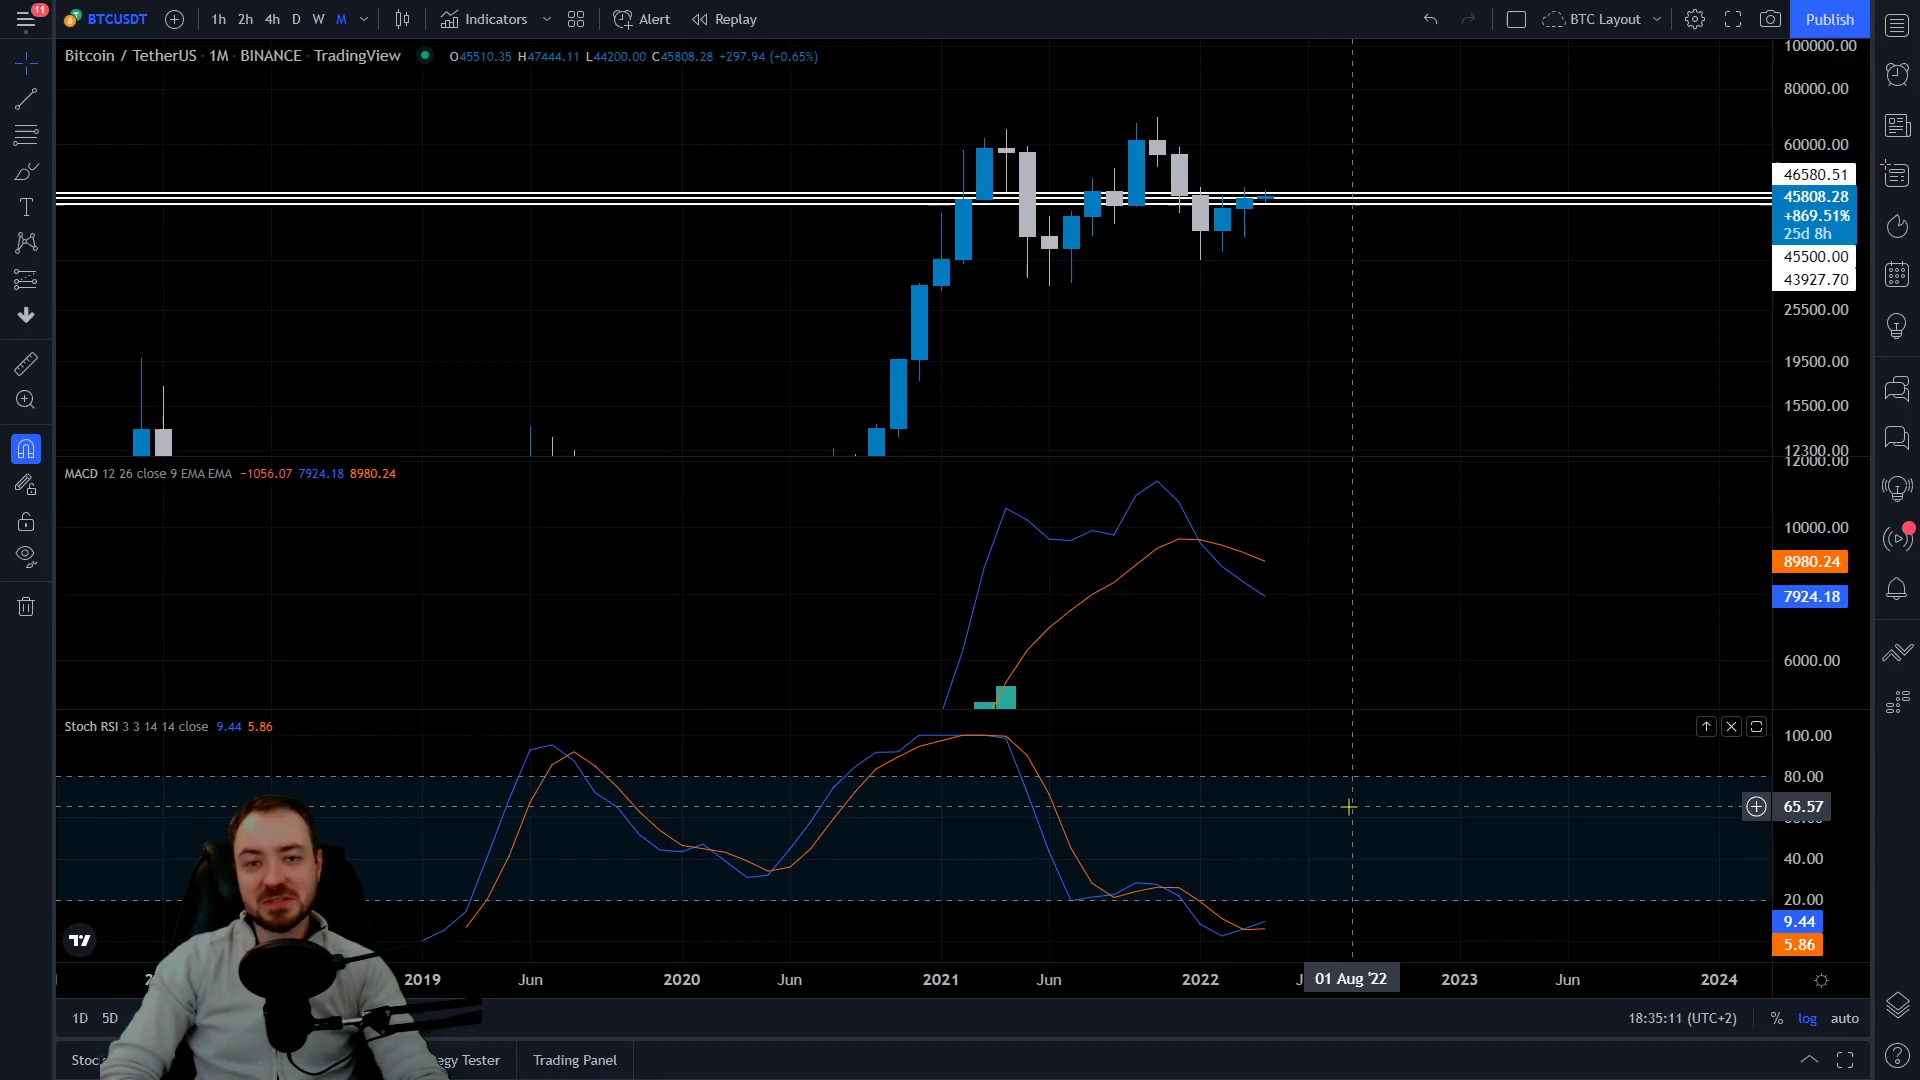 11
BTCUSDT
1h 2h 4h D W M
Indicators
Alert
Replay
BTC Layout
Publish
Bitcoin / TetherUS · 1M · BINANCE · TradingView
O45510.35 H47444.11 L44200.00 C45808.28 +297.94 (+0.65%)
100000.00
80000.00
60000.00
46580.51
45808.28
+869.51%
25d 8h
45500.00
43927.70
25500.00
19500.00
15500.00
12300.00
MACD 12 26 close 9 EMA EMA −1056.07 7924.18 8980.24
12000.00
10000.00
8980.24
7924.18
6000.00
Stoch RSI 3 3 14 14 close 9.44 5.86
100.00
80.00
65.57
40.00
20.00
9.44
5.86
2019 Jun 2020 Jun 2021 Jun 2022 01 Aug '22 2023 Jun 2024
1D 5D
18:35:11 (UTC+2)
% log auto
Stoc
egy Tester
Trading Panel